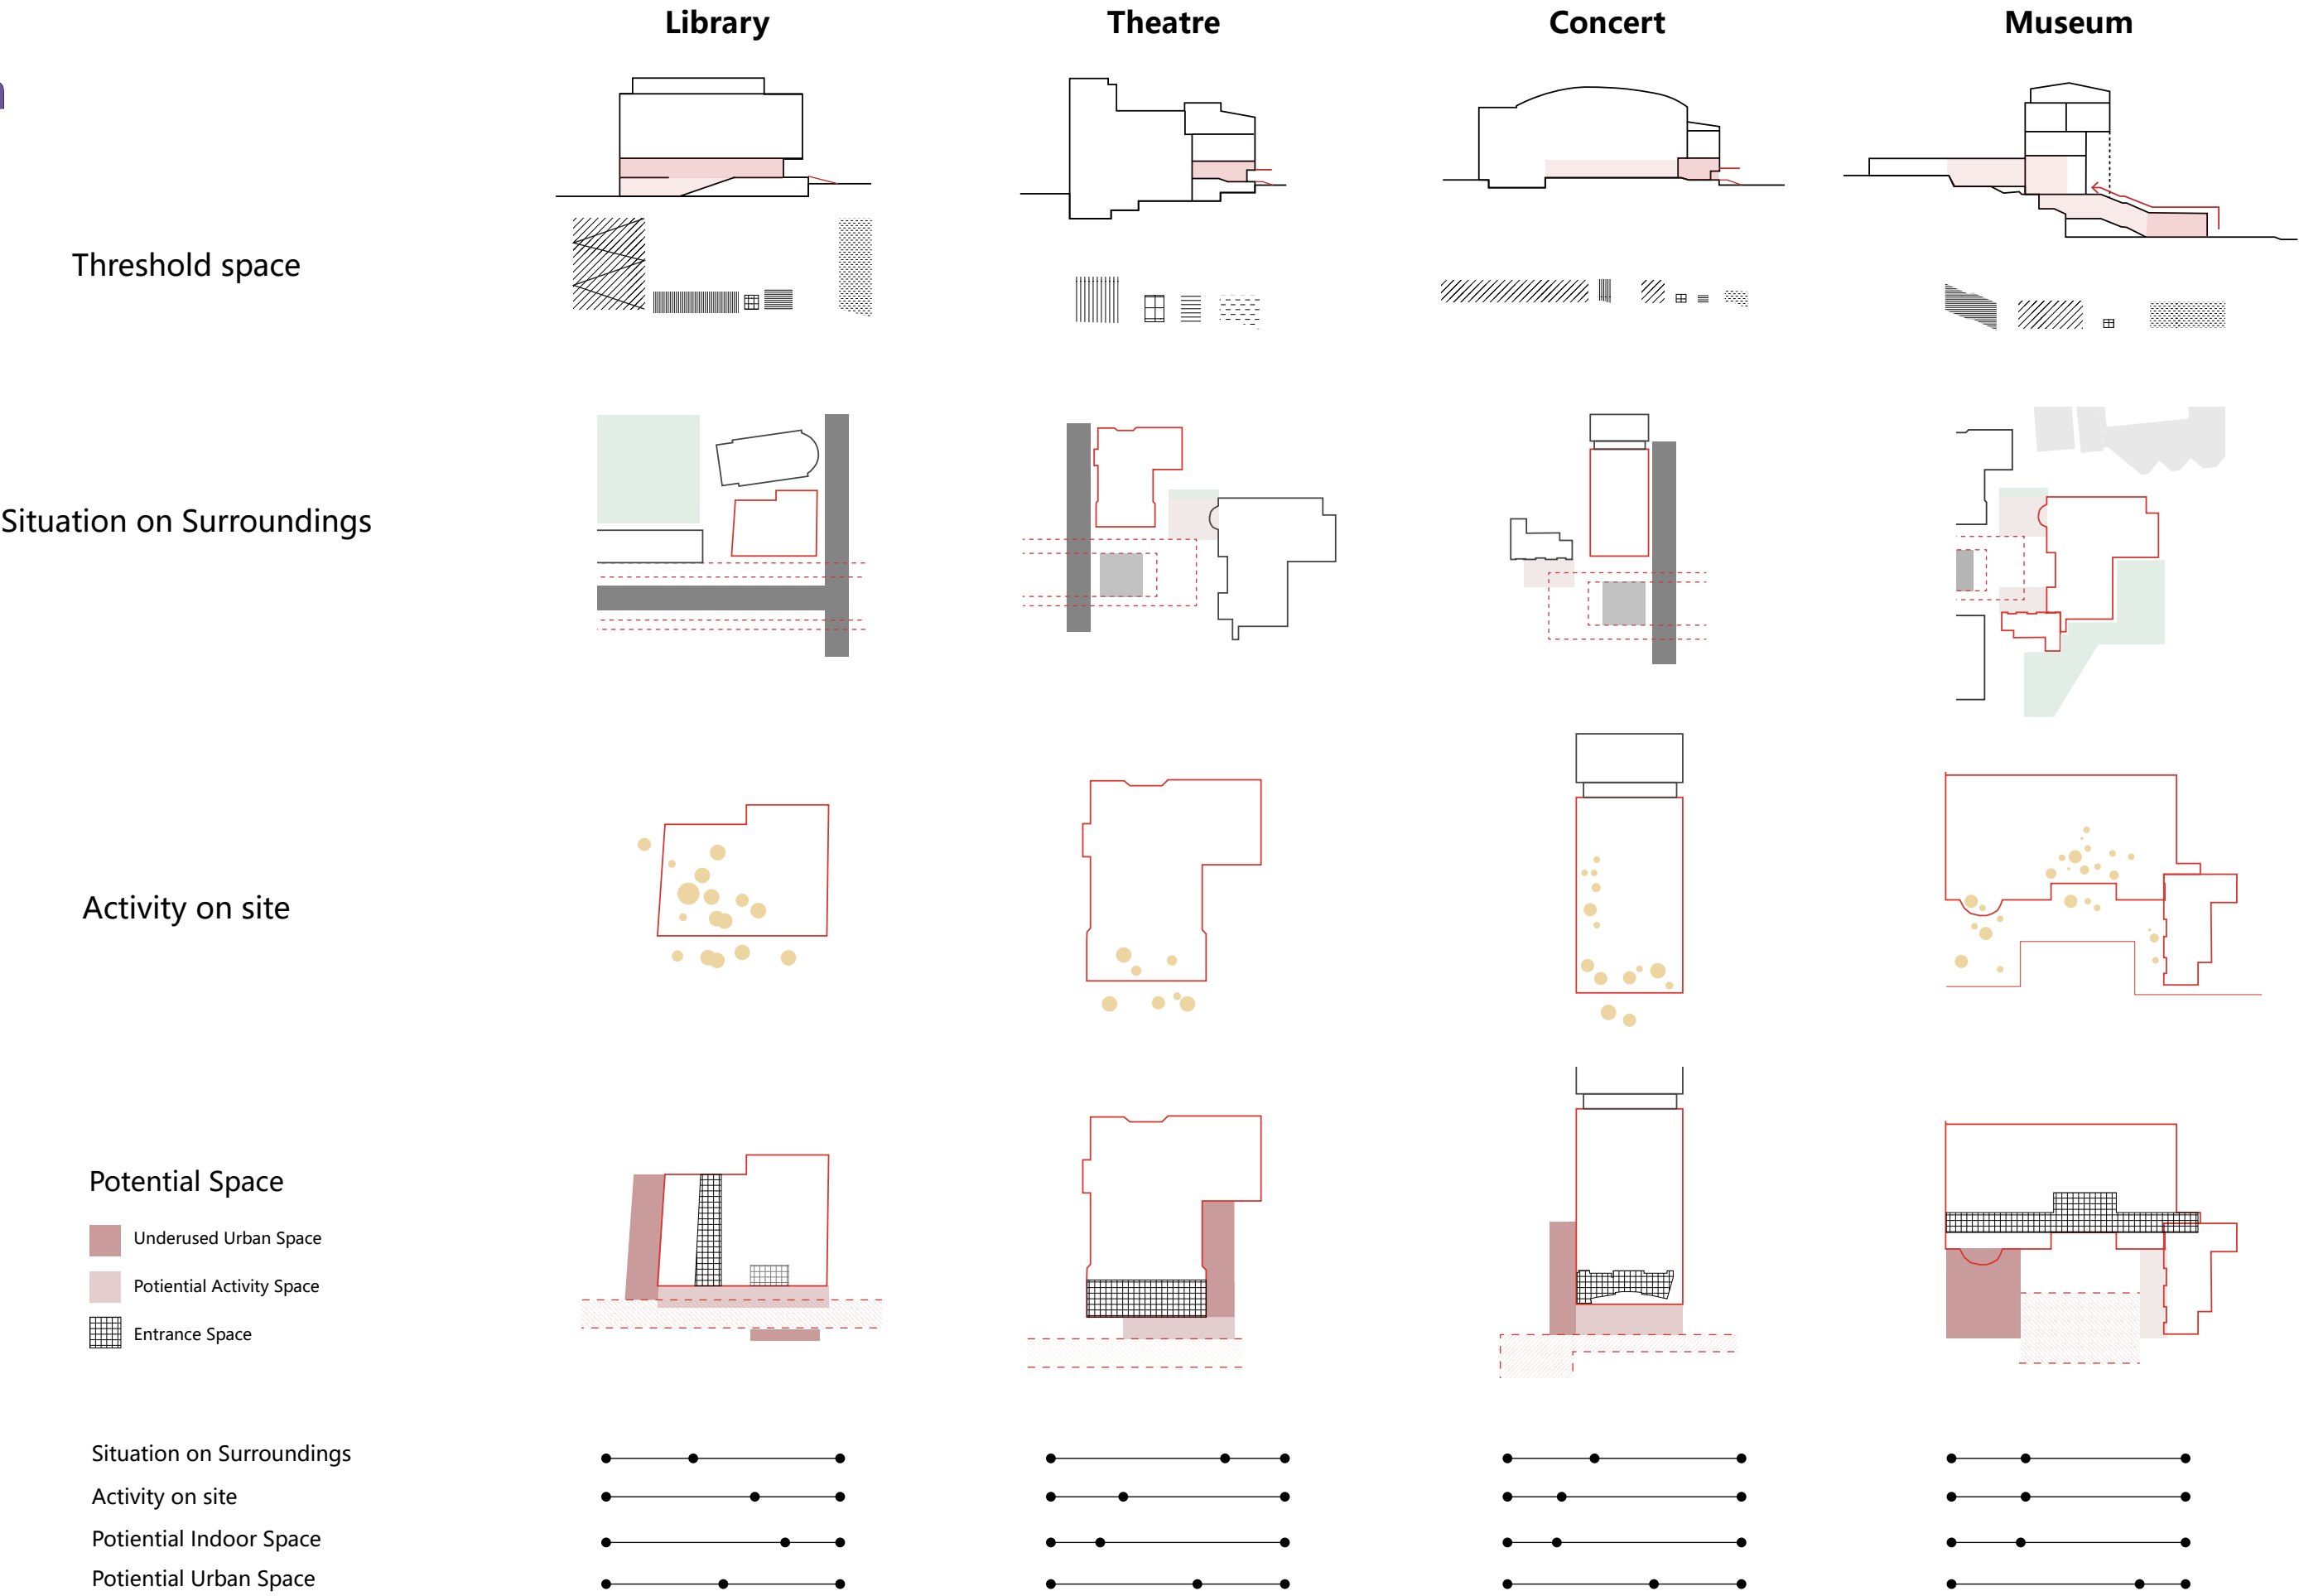 Library
Theatre
Concert
Museum
Threshold space
Situation on Surroundings
Activity on site
Potential Space
Underused Urban Space
Potiential Activity Space
Entrance Space
Situation on Surroundings
Activity on site
Potiential Indoor Space
Potiential Urban Space